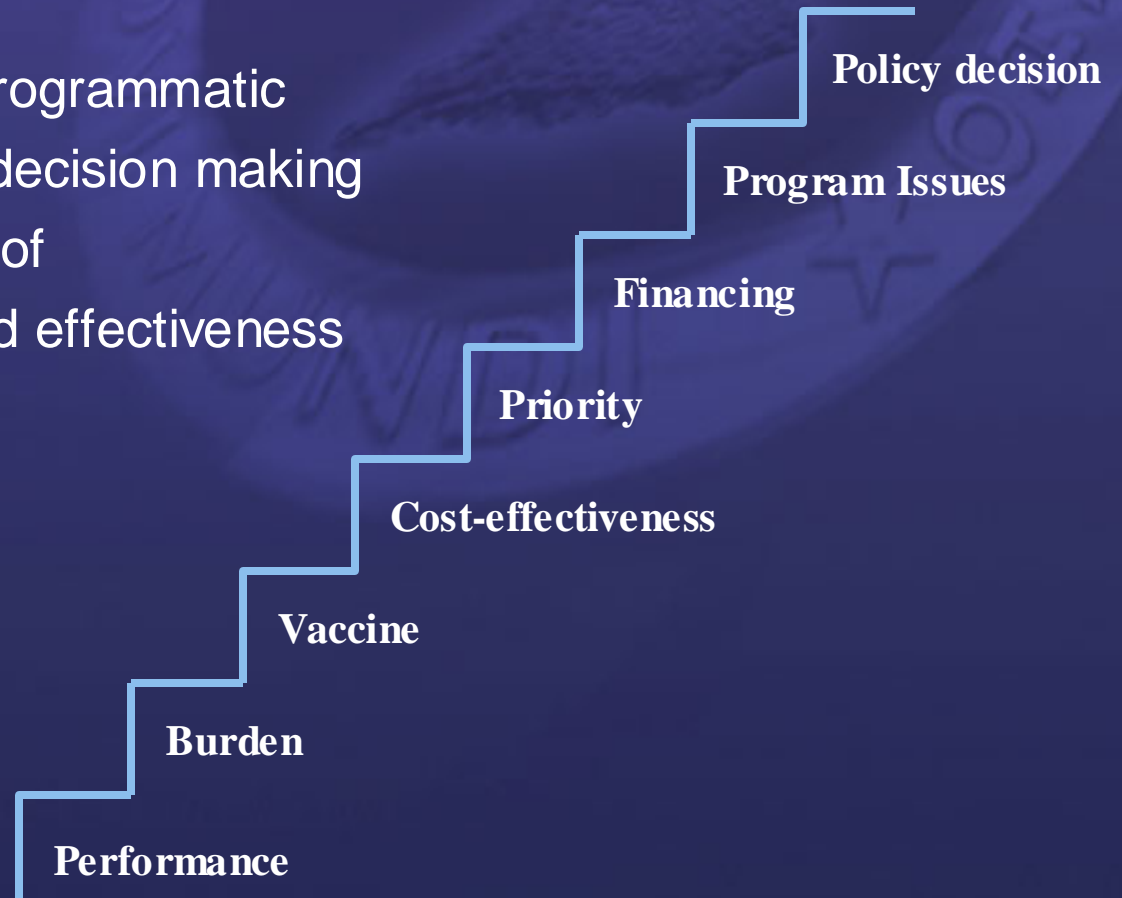 rogrammatic
decision making
of
d effectiveness
Policy decision
Program Issues
Financing
Priority
Cost-effectiveness
Vaccine
Burden
Performance